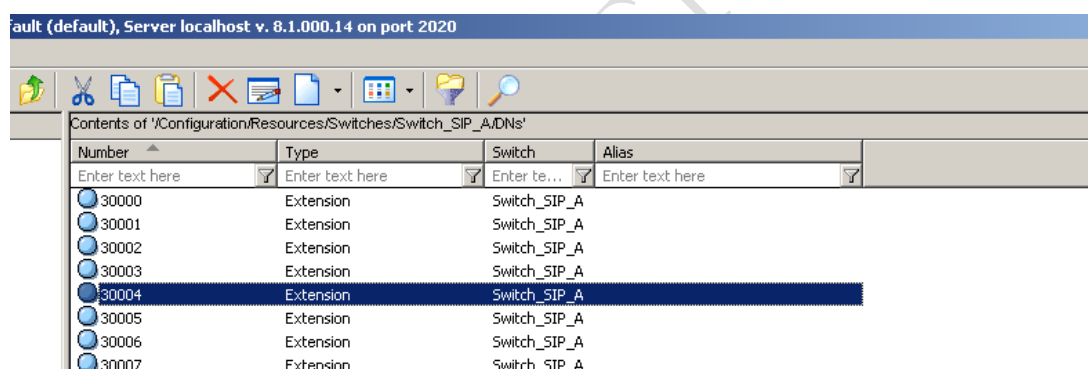 ault (default), Server localhost v. 8.1.000.14 on port 2020
Contents of '/Configuration/Resources/Switches/Switch_SIP_A/DNs'
Number Type Switch Alias
Enter text here Enter text here Enter te... Enter text here
30000 Extension Switch_SIP_A
30001 Extension Switch_SIP_A
30002 Extension Switch_SIP_A
30003 Extension Switch_SIP_A
30004 Extension Switch_SIP_A
30005 Extension Switch_SIP_A
30006 Extension Switch_SIP_A
30007 Extension Switch_SIP_A